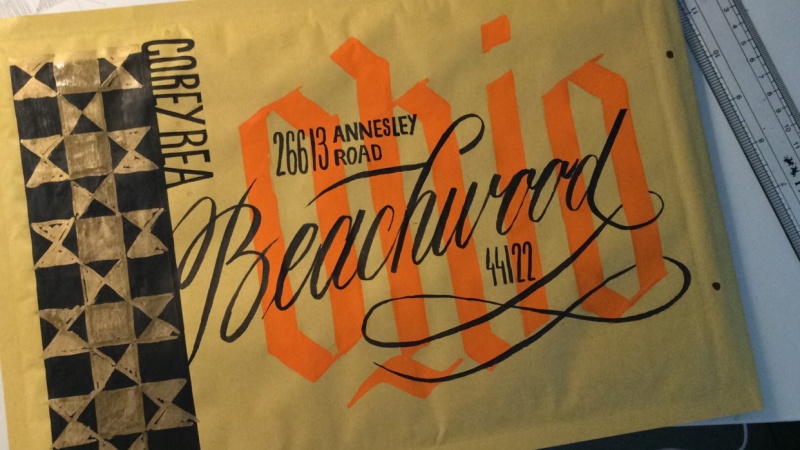 COREY REA
26613 ANNESLEY
ROAD
Beachwood
Ohio
44122